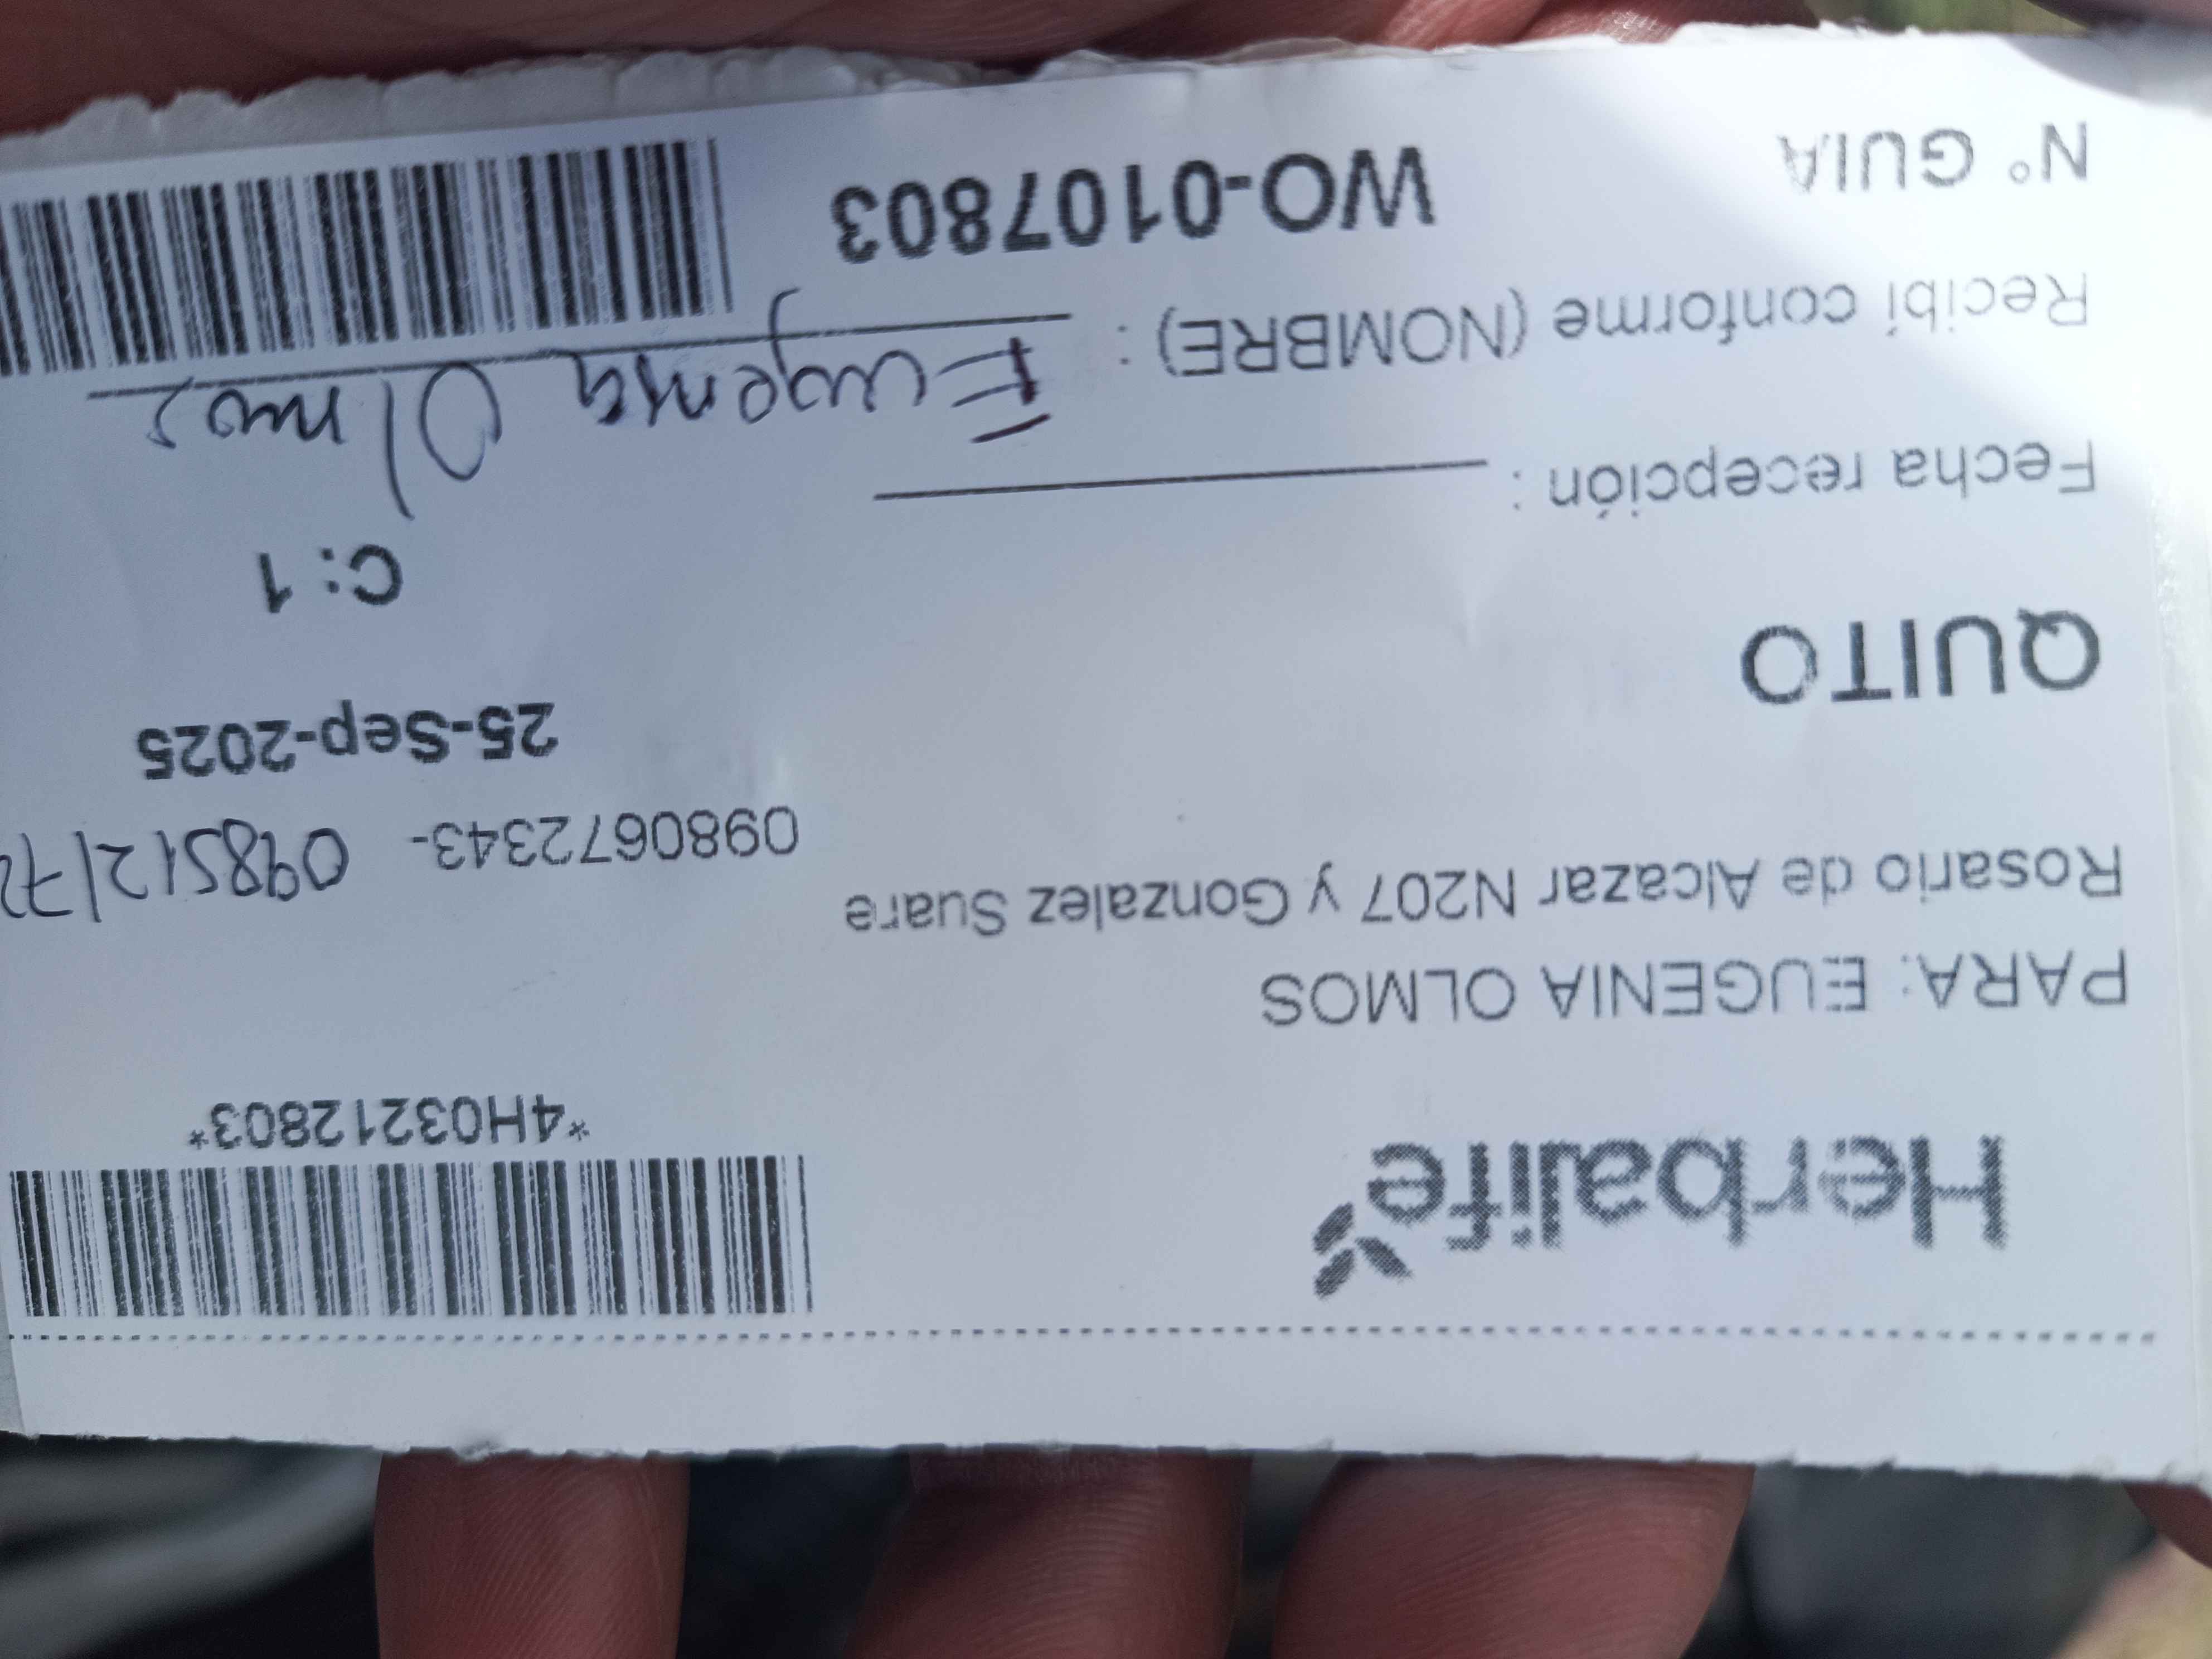 Herbalife
*4H03212803*
PARA: EUGENIA OLMOS
Rosario de Alcazar N207 y Gonzalez Suare
0980672343- 098512172
QUITO
25-Sep-2025
C: 1
Fecha recepción :
Recibí conforme (NOMBRE) : Eugenia Olmos
N° GUIA WO-0107803